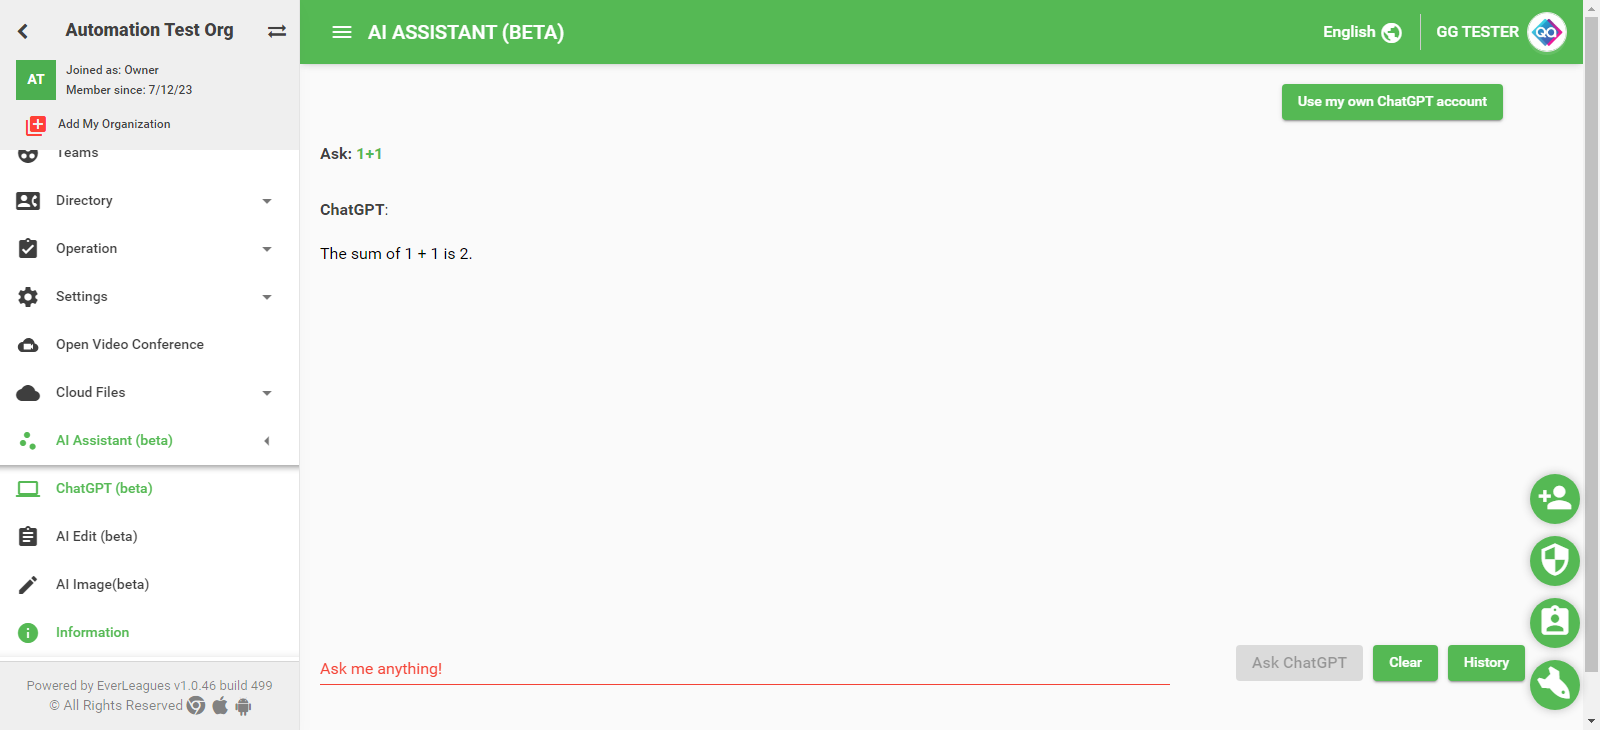 Automation Test Org
AT
Joined as: Owner
Member since: 7/12/23
Add My Organization
Teams
Directory
Operation
Settings
Open Video Conference
Cloud Files
AI Assistant (beta)
ChatGPT (beta)
AI Edit (beta)
AI Image(beta)
Information
Powered by EverLeagues v1.0.46 build 499
© All Rights Reserved
AI ASSISTANT (BETA)
English
GG TESTER
QA
Use my own ChatGPT account
Ask: 1+1
ChatGPT:
The sum of 1 + 1 is 2.
Ask me anything!
Ask ChatGPT
Clear
History